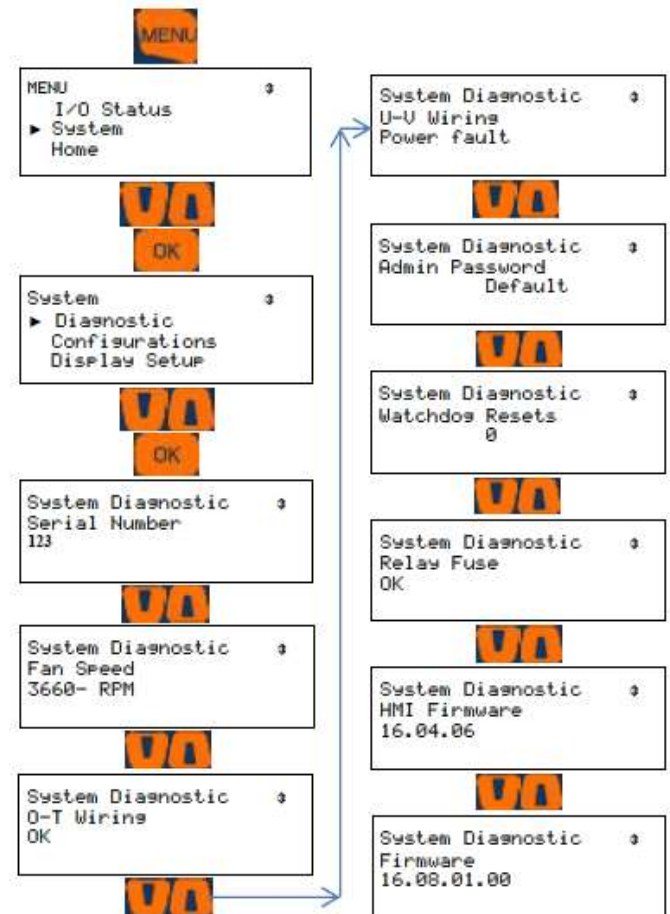 MENU
MENU
I/O Status
► System
Home
OK
System
► Diagnostic
Configurations
Display Setup
OK
System Diagnostic
Serial Number
123
System Diagnostic
Fan Speed
3660- RPM
System Diagnostic
O-T Wiring
OK
System Diagnostic
U-V Wiring
Power fault
System Diagnostic
Admin Password
Default
System Diagnostic
Watchdog Resets
0
System Diagnostic
Relay Fuse
OK
System Diagnostic
HMI Firmware
16.04.06
System Diagnostic
Firmware
16.08.01.00